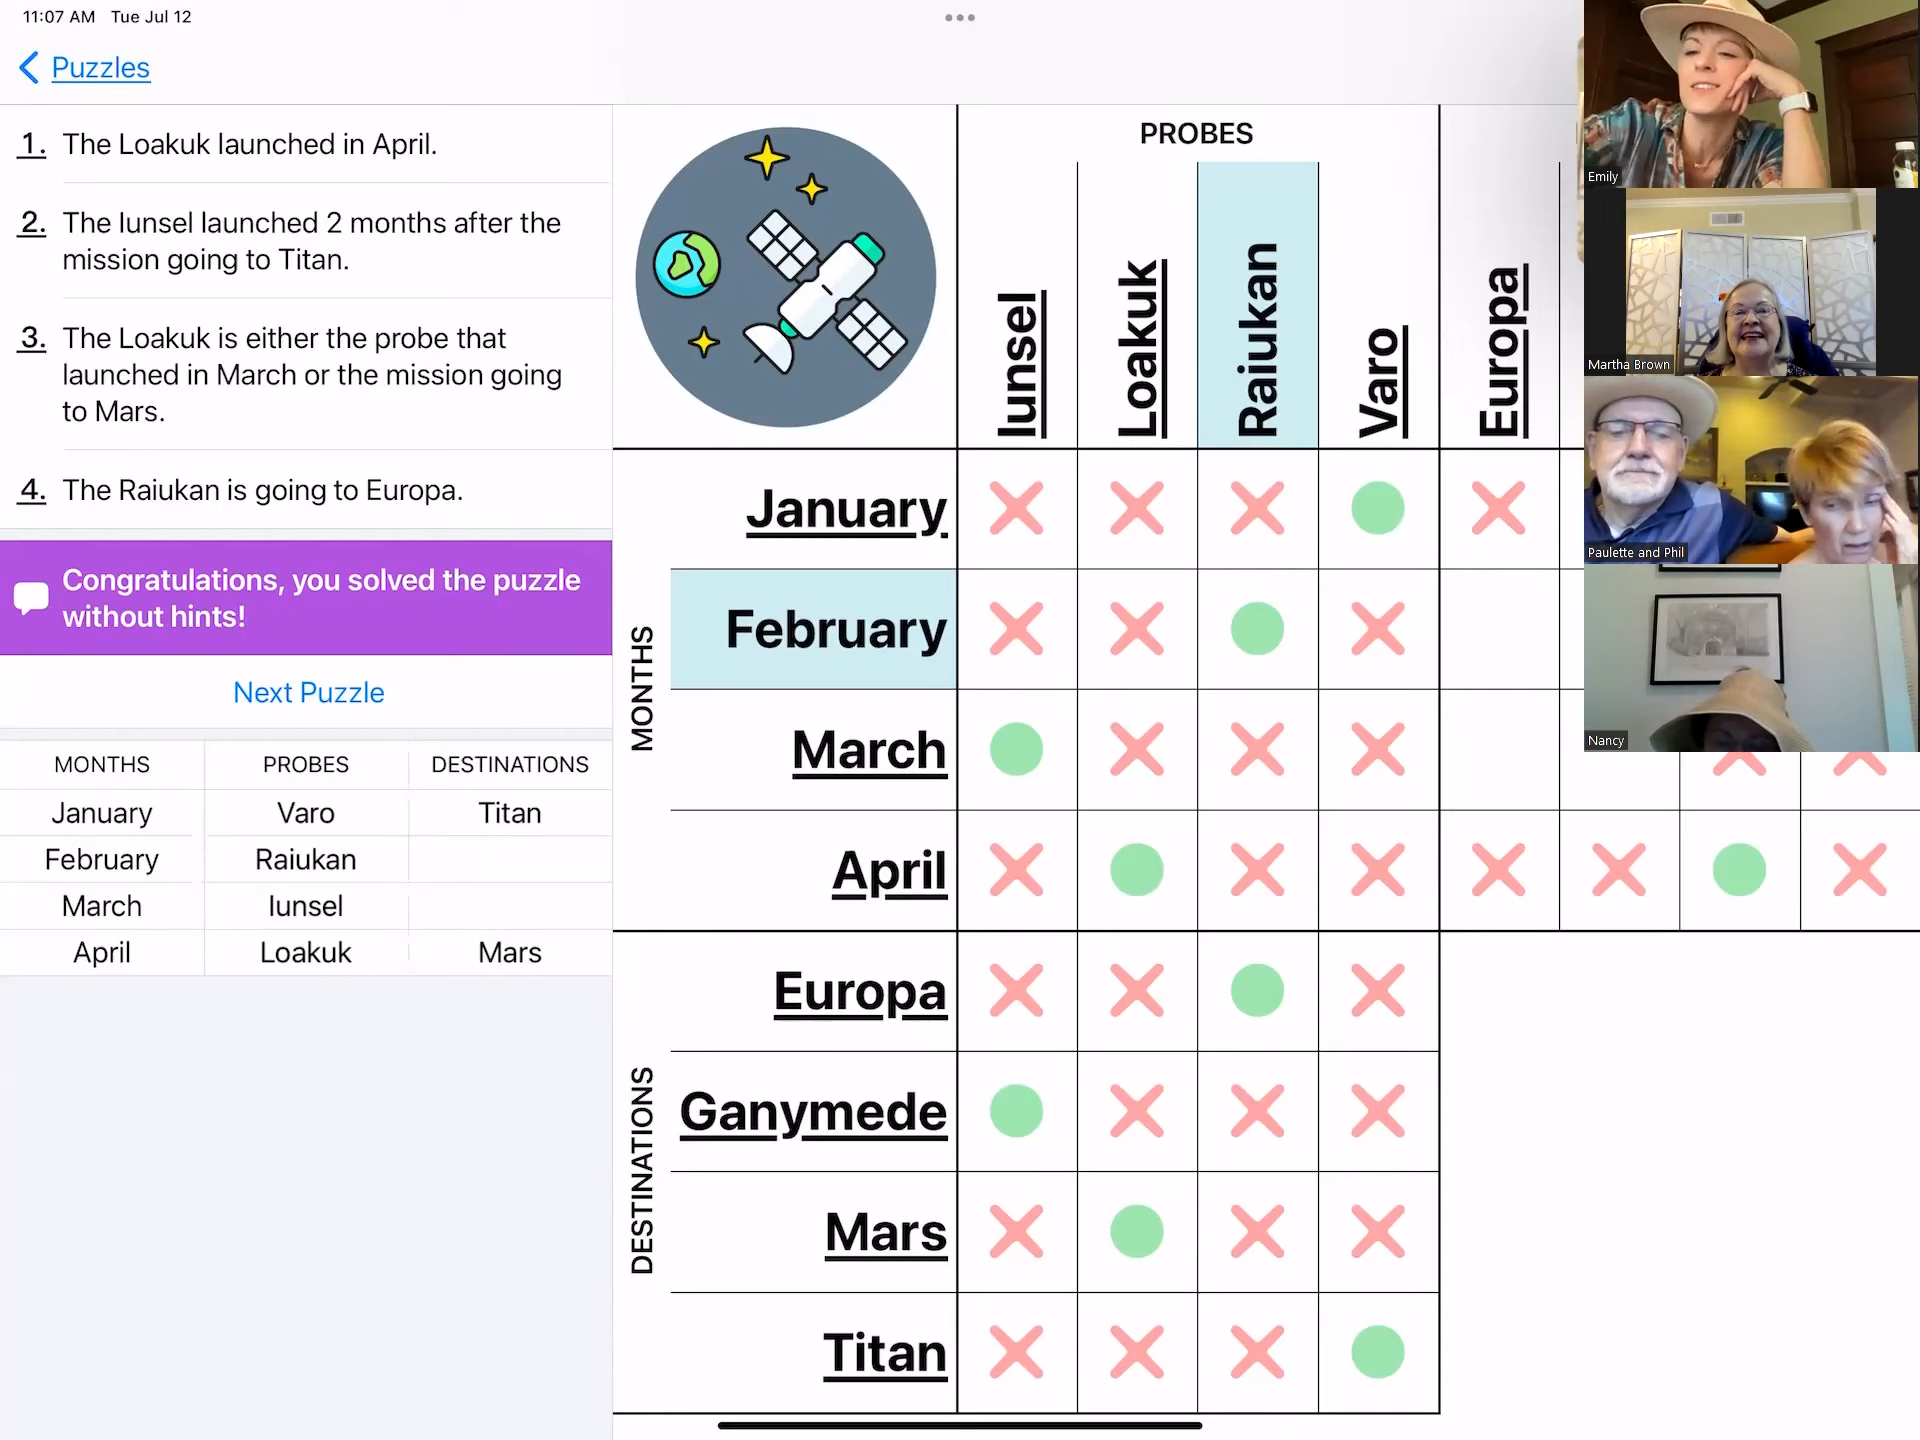 11:07 AM Tue Jul 12
Puzzles
1. The Loakuk launched in April.
2. The Iunsel launched 2 months after the
mission going to Titan.
3. The Loakuk is either the probe that
launched in March or the mission going
to Mars.
4. The Raiukan is going to Europa.
Congratulations, you solved the puzzle
without hints!
Next Puzzle
MONTHS PROBES DESTINATIONS
January Varo Titan
February Raiukan
March Iunsel
April Loakuk Mars
PROBES
Iunsel
Loakuk
Raiukan
Varo
Europa
MONTHS
January
February
March
April
DESTINATIONS
Europa
Ganymede
Mars
Titan
Emily
Martha Brown
Paulette and Phil
Nancy